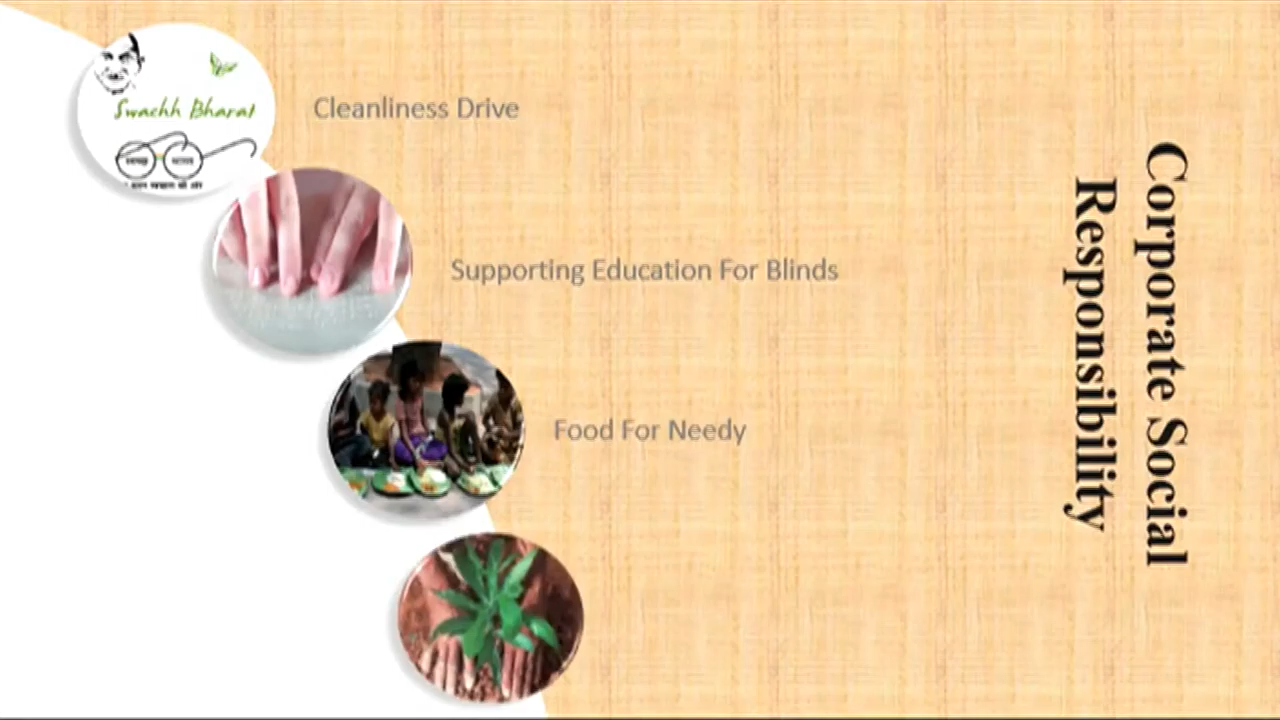 Swachh Bharat
Cleanliness Drive
Supporting Education For Blinds
Food For Needy
Corporate Social
Responsibility